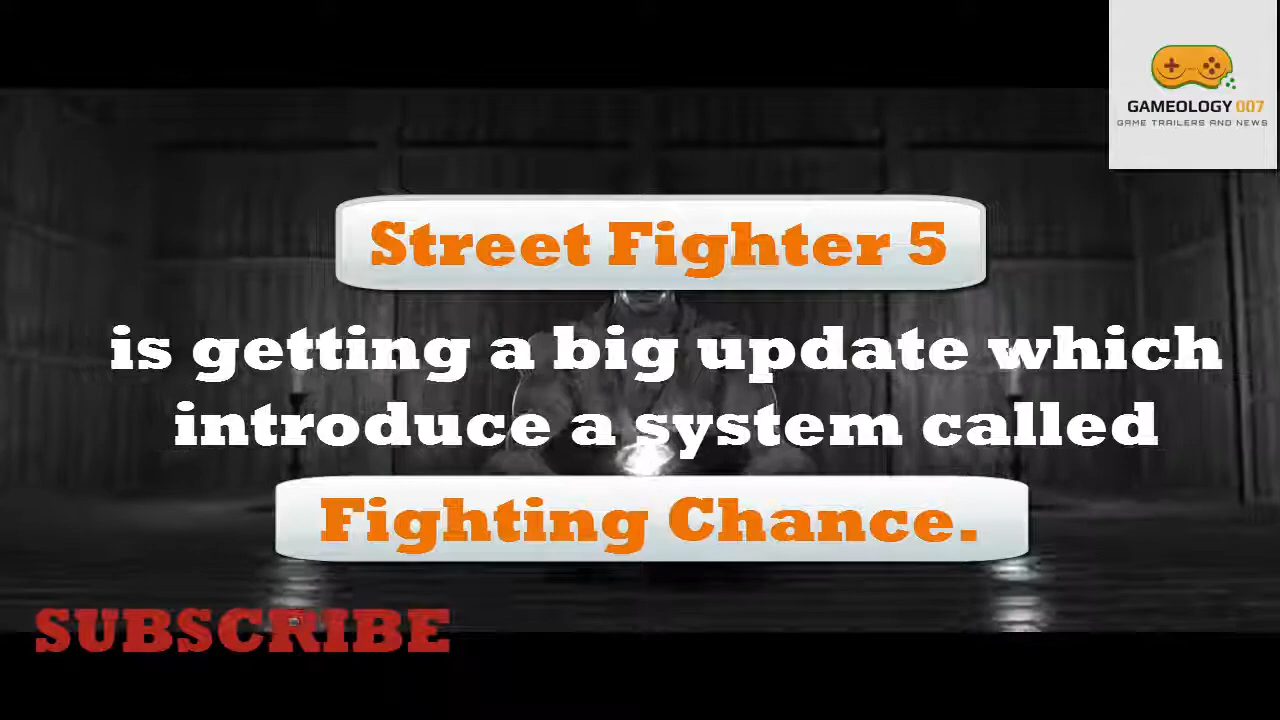 GAMEOLOGY 007
GAME TRAILERS AND NEWS
Street Fighter 5
is getting a big update which
introduce a system called
Fighting Chance.
SUBSCRIBE